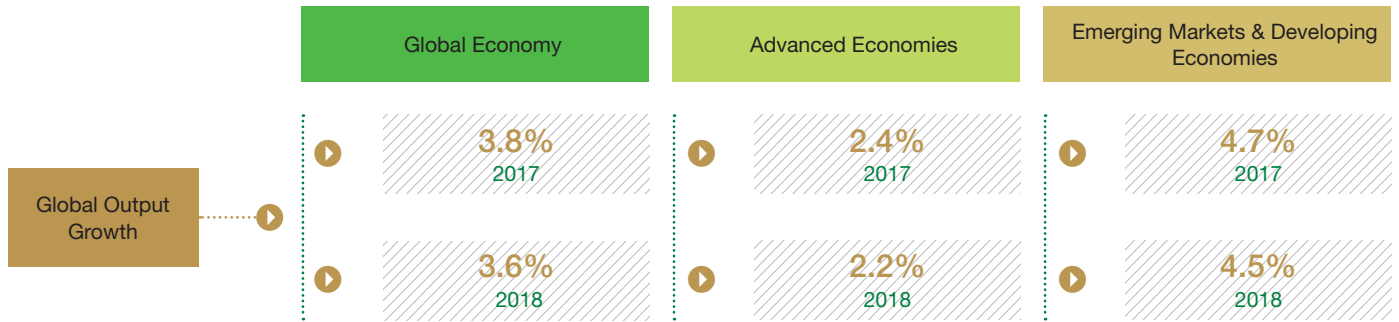 Global Economy
Advanced Economies
Emerging Markets & Developing
Economies
Global Output
Growth
3.8%
2017
2.4%
2017
4.7%
2017
3.6%
2018
2.2%
2018
4.5%
2018